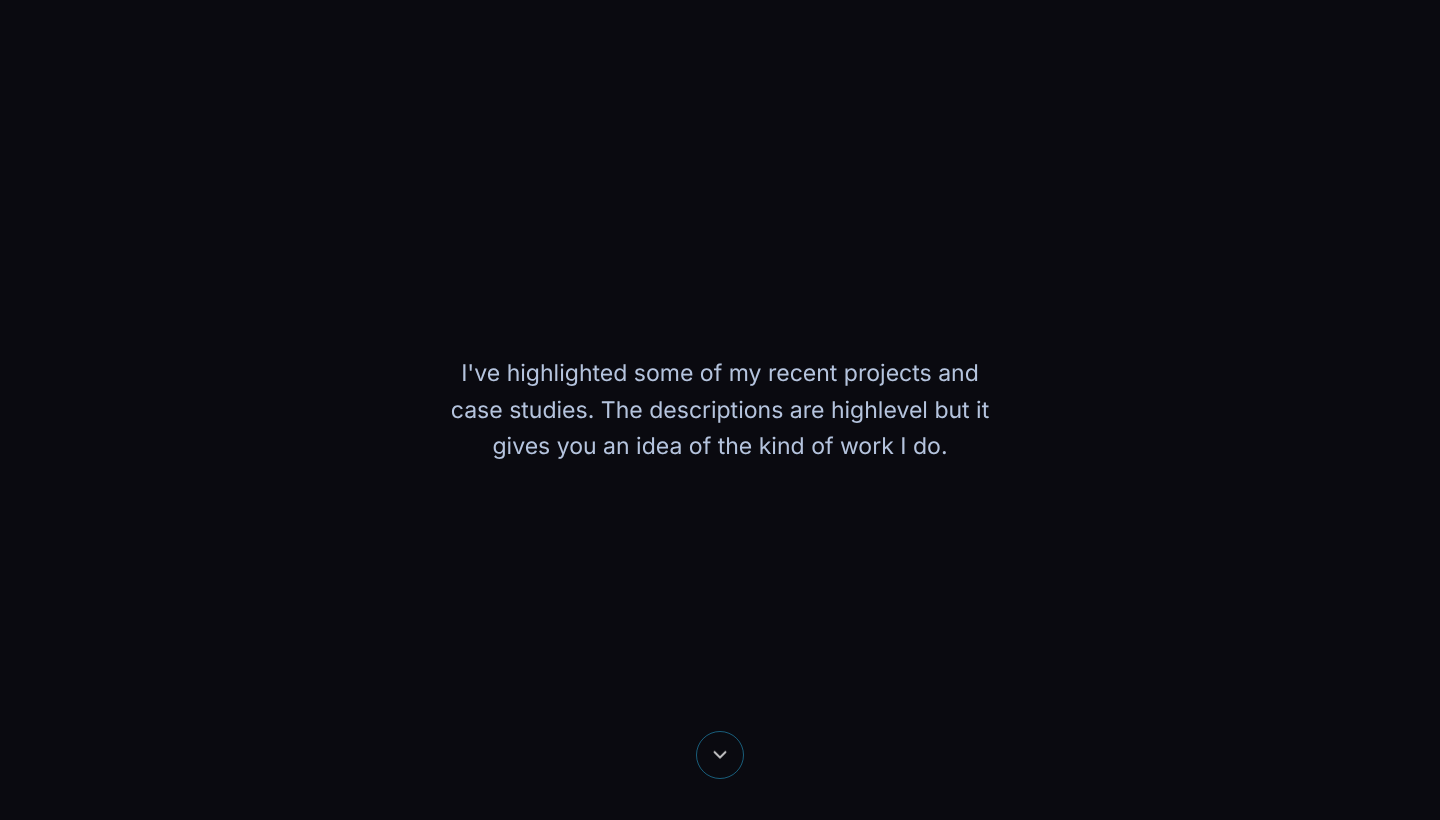 I've highlighted some of my recent projects and
case studies. The descriptions are highlevel but it
gives you an idea of the kind of work I do.